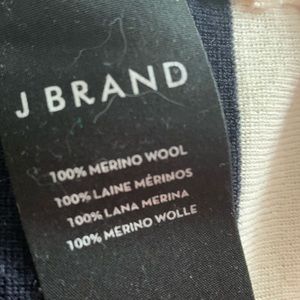 J BRAND
100% MERINO WOOL
100% LAINE MÉRINOS
100% LANA MERINA
100% MERINO WOLLE